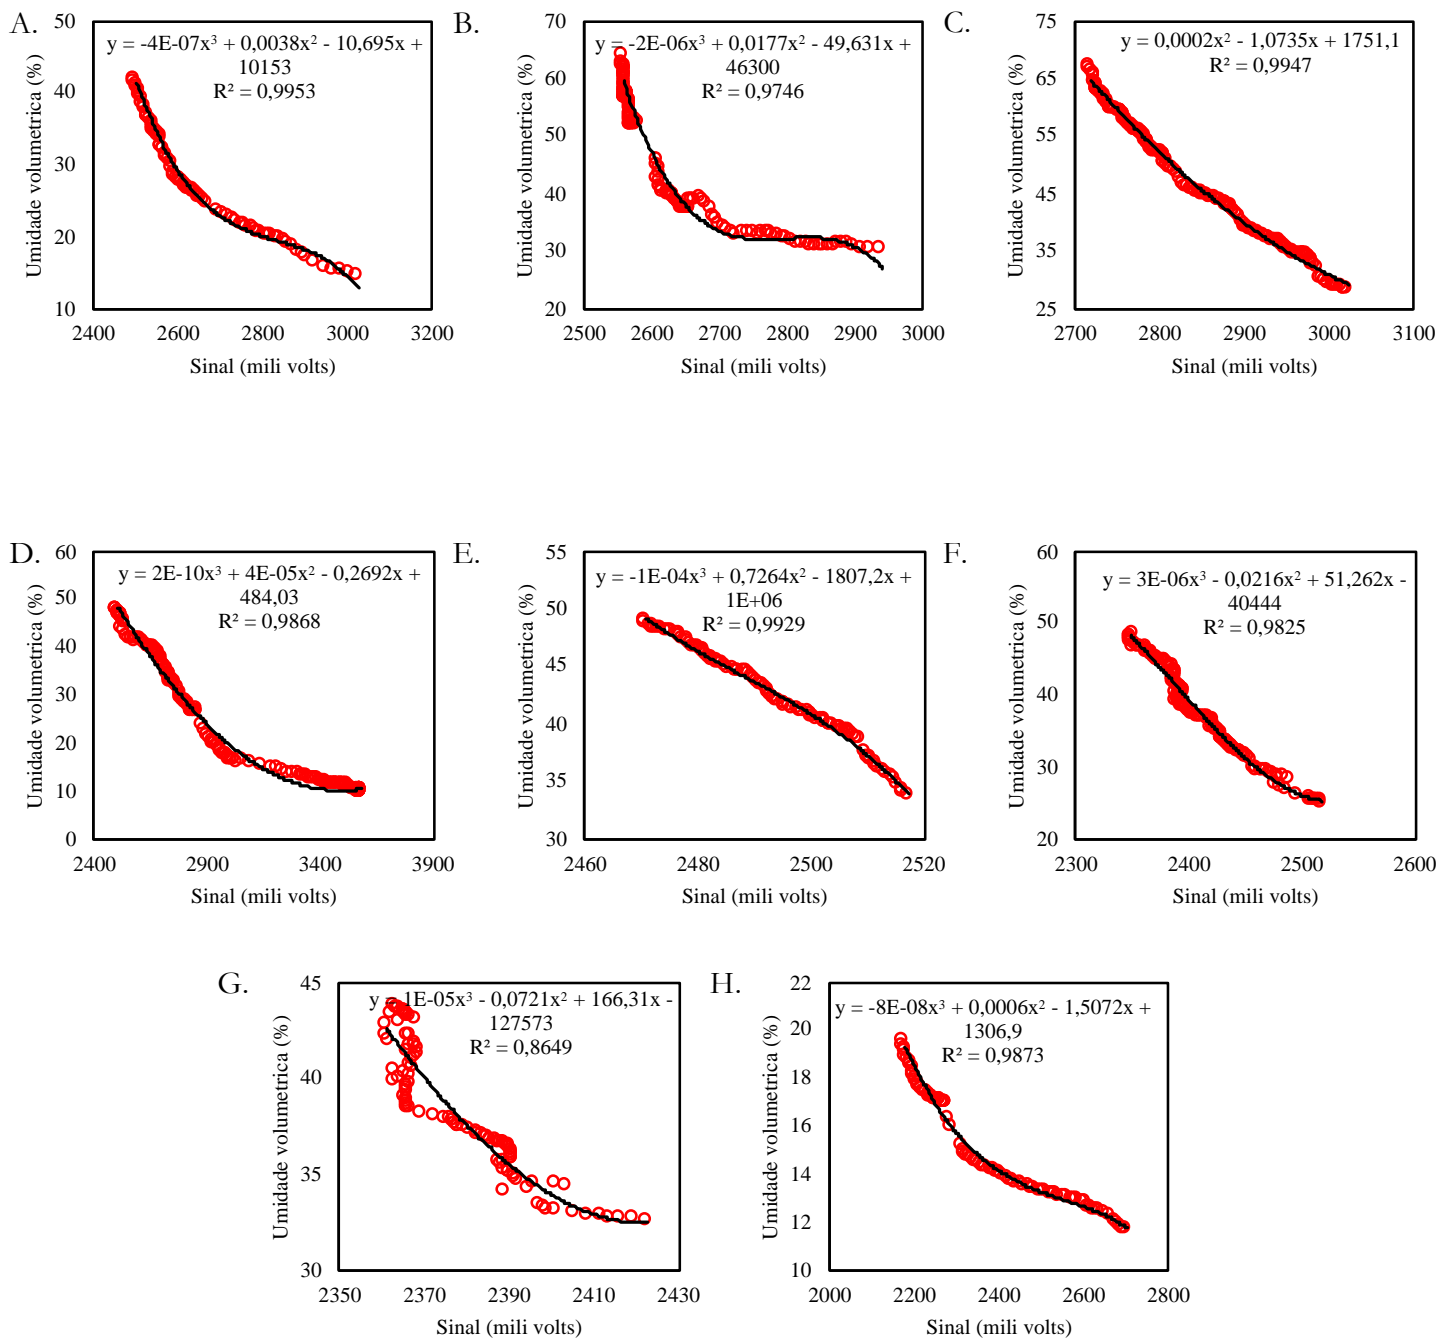 A.
y = -4E-07x³ + 0,0038x² - 10,695x +
10153
R² = 0,9953
Umidade volumetrica (%)
50
40
30
20
10
2400 2600 2800 3000 3200
Sinal (mili volts)
B.
y = -2E-06x³ + 0,0177x² - 49,631x +
46300
R² = 0,9746
Umidade volumetrica (%)
70
60
50
40
30
20
2500 2600 2700 2800 2900 3000
Sinal (mili volts)
C.
y = 0,0002x² - 1,0735x + 1751,1
R² = 0,9947
Umidade volumetrica (%)
75
65
55
45
35
25
2700 2800 2900 3000 3100
Sinal (mili volts)
D.
y = 2E-10x³ + 4E-05x² - 0,2692x +
484,03
R² = 0,9868
Umidade volumetrica (%)
60
50
40
30
20
10
0
2400 2900 3400 3900
Sinal (mili volts)
E.
y = -1E-04x³ + 0,7264x² - 1807,2x +
1E+06
R² = 0,9929
Umidade volumetrica (%)
55
50
45
40
35
30
2460 2480 2500 2520
Sinal (mili volts)
F.
y = 3E-06x³ - 0,0216x² + 51,262x -
40444
R² = 0,9825
Umidade volumetrica (%)
60
50
40
30
20
2300 2400 2500 2600
Sinal (mili volts)
G.
y = 1E-05x³ - 0,0721x² + 166,31x -
127573
R² = 0,8649
Umidade volumetrica (%)
45
40
35
30
2350 2370 2390 2410 2430
Sinal (mili volts)
H.
y = -8E-08x³ + 0,0006x² - 1,5072x +
1306,9
R² = 0,9873
Umidade volumetrica (%)
22
20
18
16
14
12
10
2000 2200 2400 2600 2800
Sinal (mili volts)